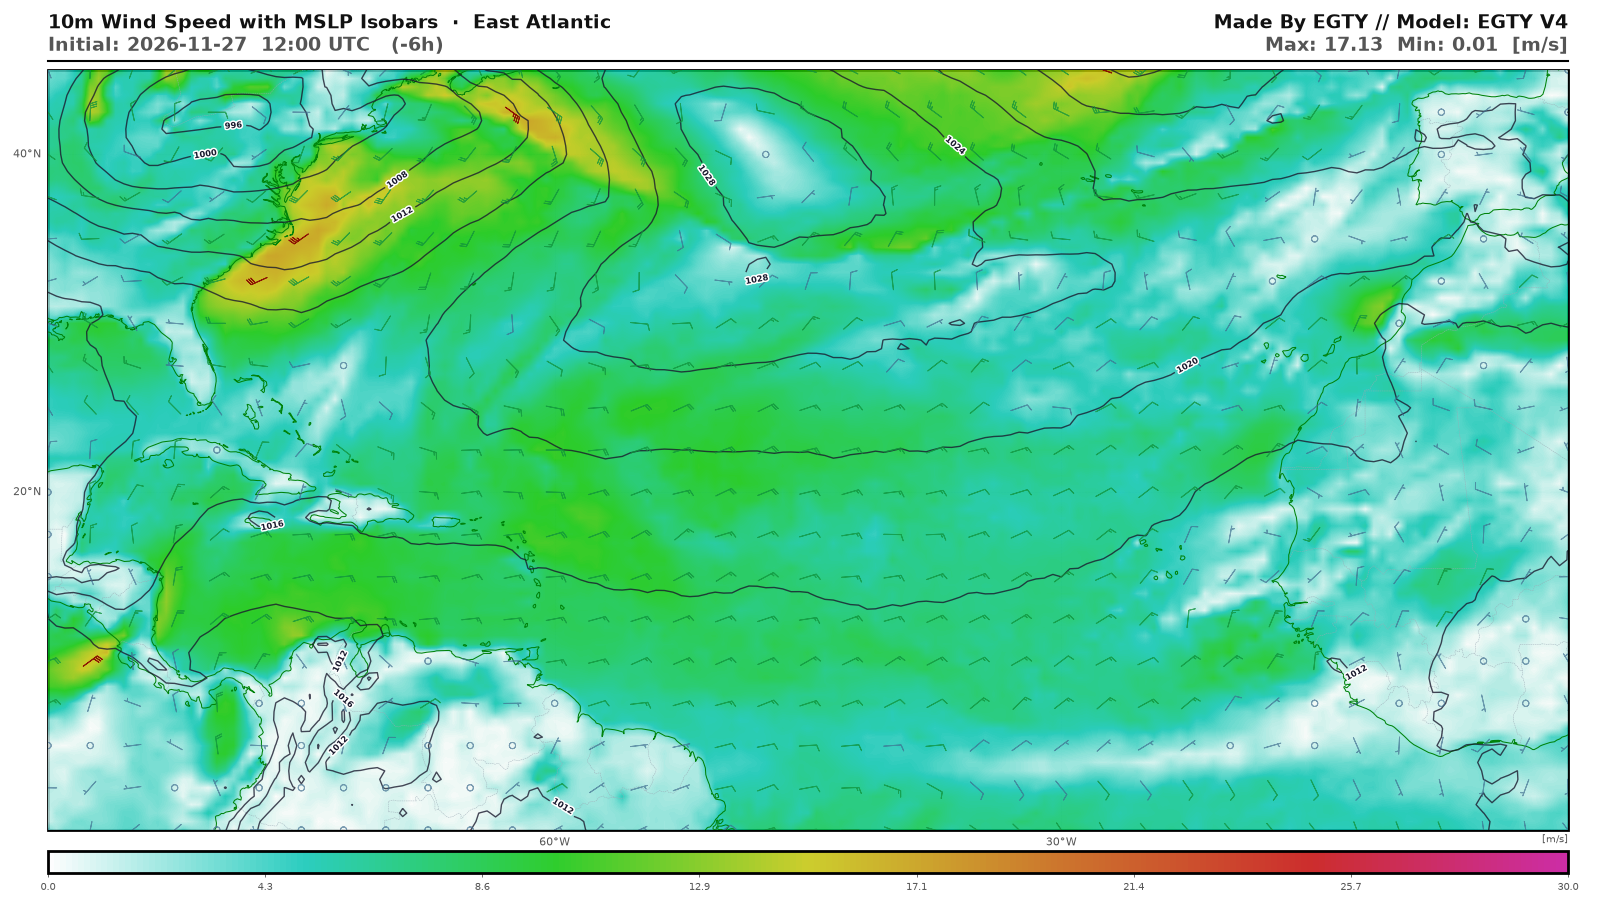 10m Wind Speed with MSLP Isobars · East Atlantic
Made By EGTY // Model: EGTY V4
Initial: 2026-11-27 12:00 UTC (-6h)
Max: 17.13 Min: 0.01 [m/s]
996
1000
40°N
1024
1008
1028
1012
1028
1020
20°N
1016
1012
1012
1016
1012
1012
60°W
30°W
[m/s]
0.0
4.3
8.6
12.9
17.1
21.4
25.7
30.0